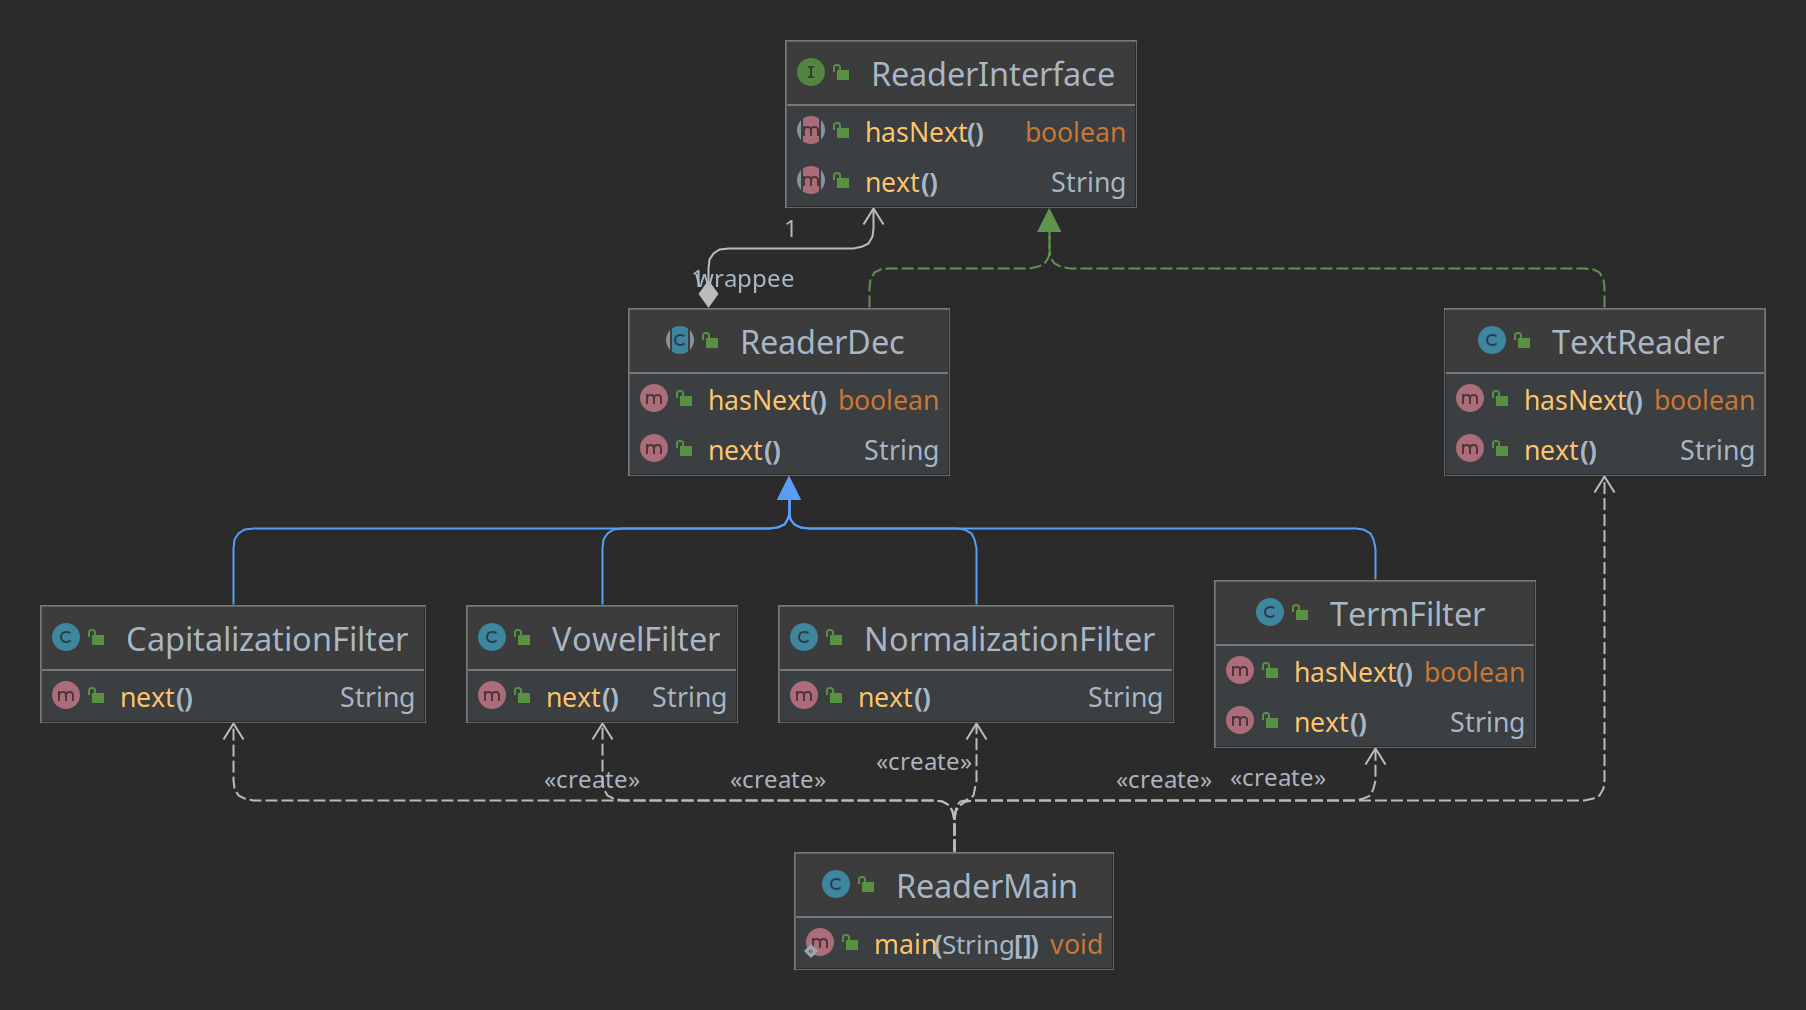 ReaderInterface
hasNext() boolean
next() String
1
1
wrappee
ReaderDec
hasNext() boolean
next() String
TextReader
hasNext() boolean
next() String
CapitalizationFilter
next() String
VowelFilter
next() String
NormalizationFilter
next() String
TermFilter
hasNext() boolean
next() String
«create»
«create»
«create»
«create»
«create»
ReaderMain
main(String[]) void